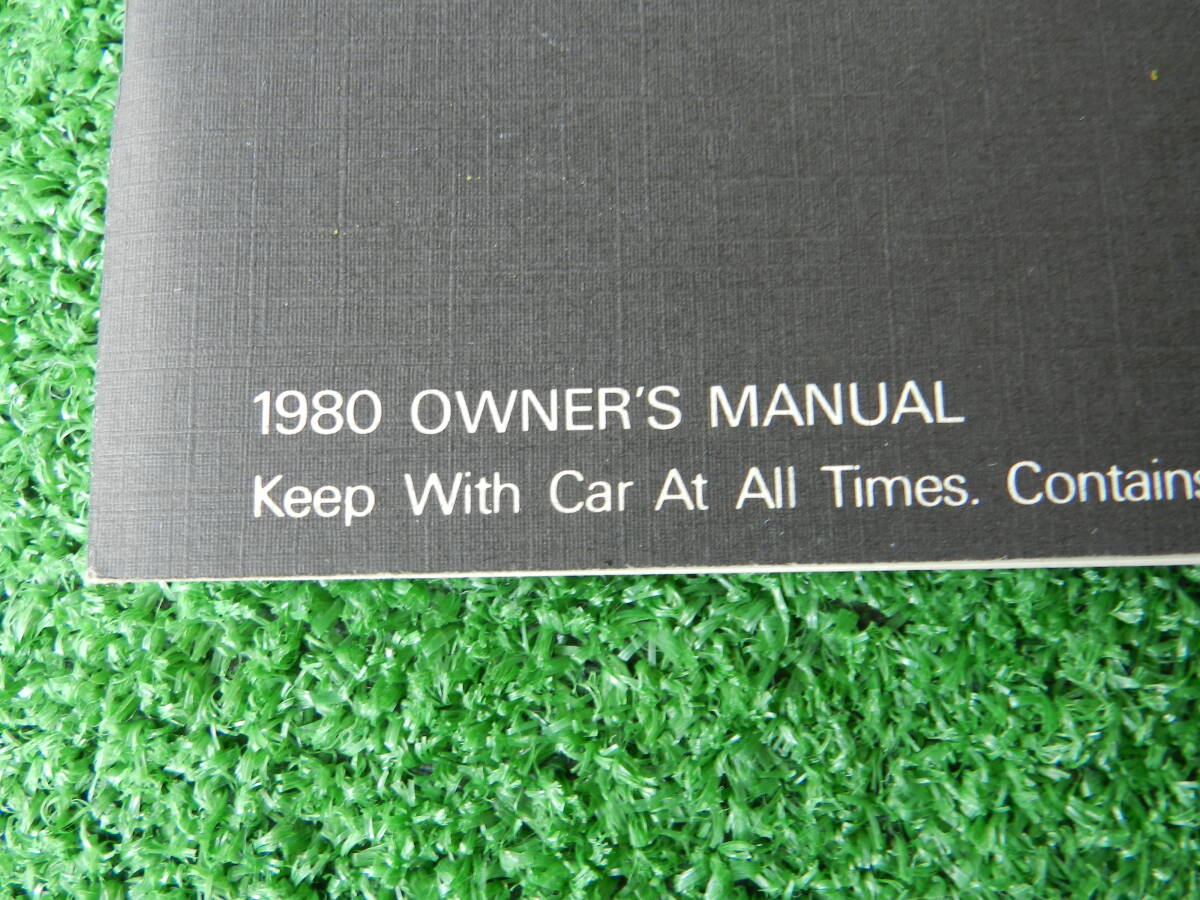 1980 OWNER'S MANUAL
Keep With Car At All Times. Contains